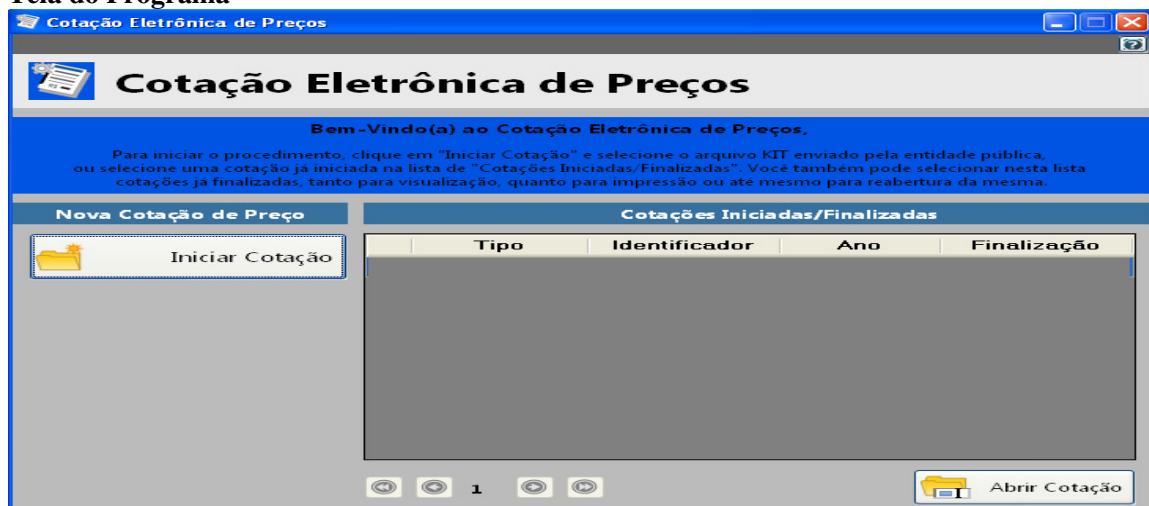 Tela do Programa
Cotação Eletrônica de Preços
Cotação Eletrônica de Preços
Bem-Vindo(a) ao Cotação Eletrônica de Preços,
Para iniciar o procedimento, clique em "Iniciar Cotação" e selecione o arquivo KIT enviado pela entidade pública,
ou selecione uma cotação já iniciada na lista de "Cotações Iniciadas/Finalizadas". Você também pode selecionar nesta lista
cotações já finalizadas, tanto para visualização, quanto para impressão ou até mesmo para reabertura da mesma.
Nova Cotação de Preço
Cotações Iniciadas/Finalizadas
Iniciar Cotação
Tipo Identificador Ano Finalização
1
Abrir Cotação